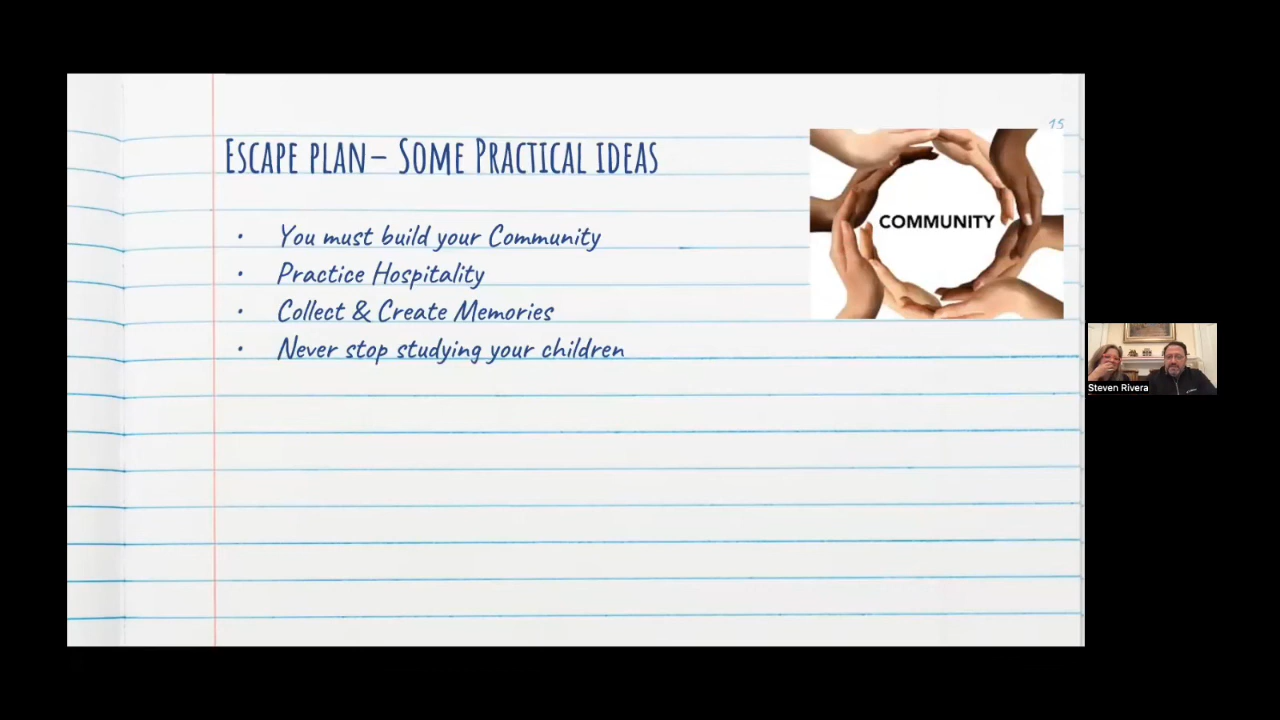 15
Escape plan– Some Practical ideas
COMMUNITY
• You must build your Community
• Practice Hospitality
• Collect & Create Memories
• Never stop studying your children
Steven Rivera